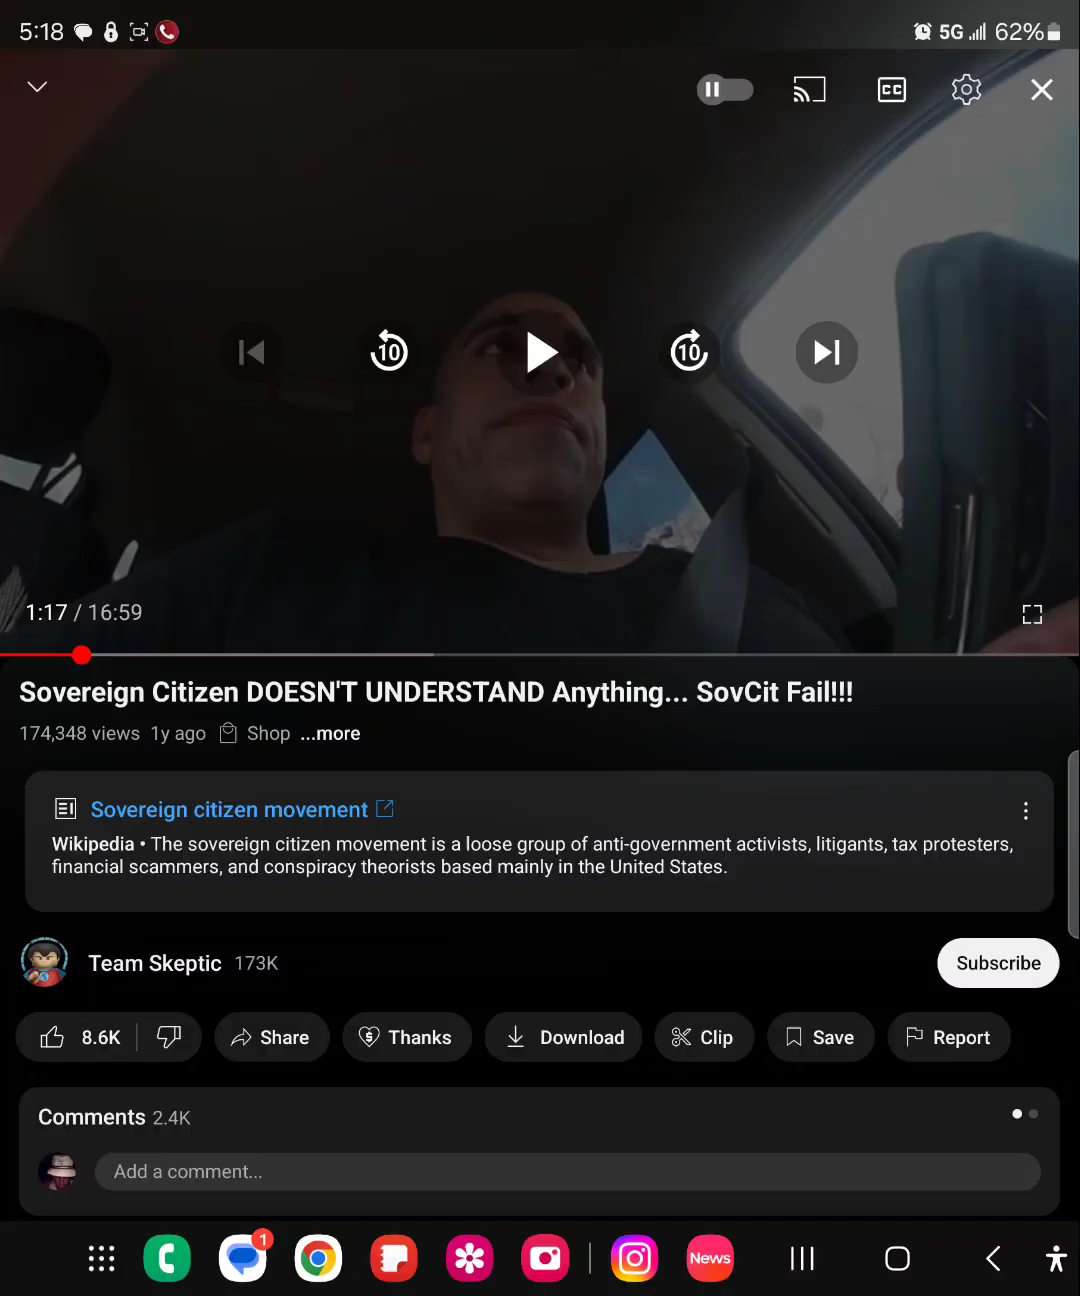 5:18
5G 62%
CC
10
10
1:17 / 16:59
Sovereign Citizen DOESN'T UNDERSTAND Anything... SovCit Fail!!!
174,348 views 1y ago Shop ...more
Sovereign citizen movement
Wikipedia • The sovereign citizen movement is a loose group of anti-government activists, litigants, tax protesters,
financial scammers, and conspiracy theorists based mainly in the United States.
Team Skeptic 173K
Subscribe
8.6K
Share
Thanks
Download
Clip
Save
Report
Comments 2.4K
Add a comment...
1
News